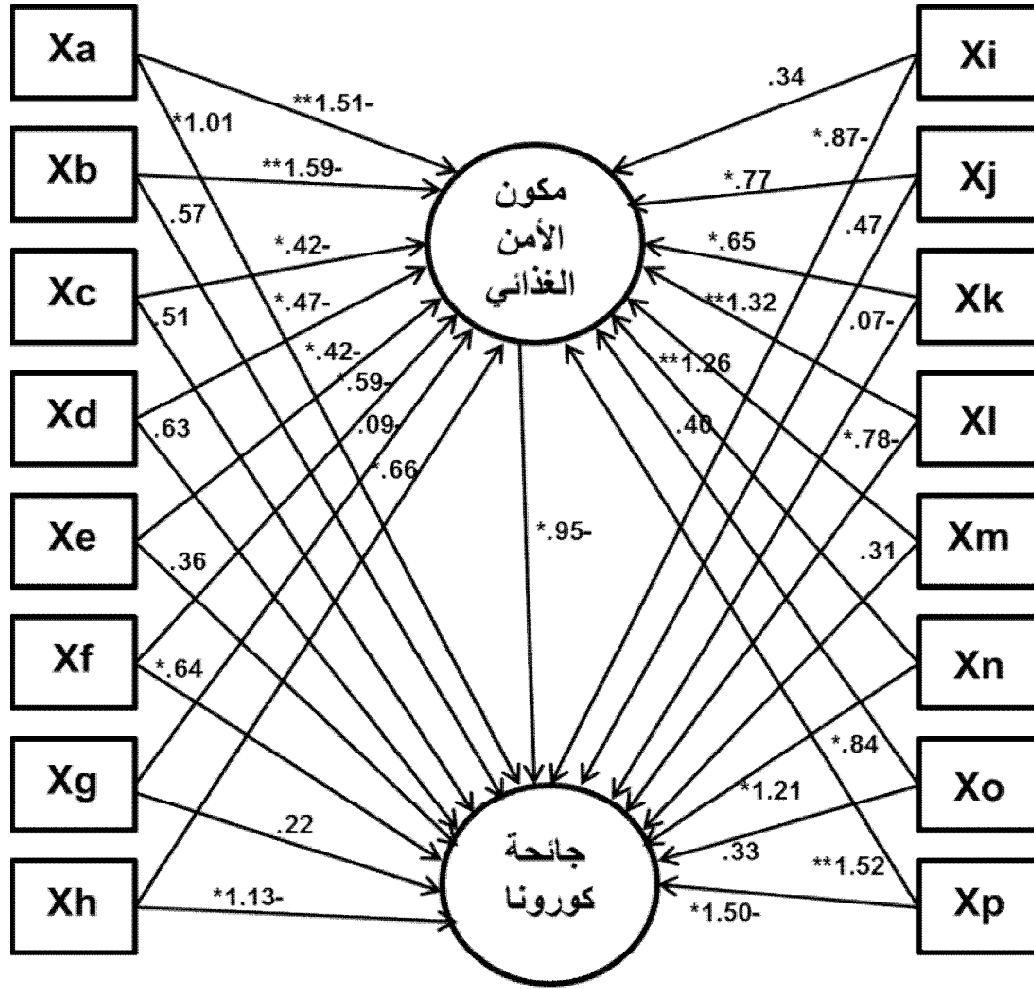 Xa
Xb
Xc
Xd
Xe
Xf
Xg
Xh
**1.51-
*1.01
**1.59-
.57
*.42-
.51
*.47-
.63
*.42-
*.59-
.09-
*.66
.36
*.64
.22
*1.13-
مكون
الأمن
الغذائي
*.95-
جائحة
كورونا
.34
*.87-
*.77
.47
*.65
.07-
**1.32
*.78-
**1.26
.40
.31
*.84
*1.21
.33
**1.52
*1.50-
Xi
Xj
Xk
Xl
Xm
Xn
Xo
Xp